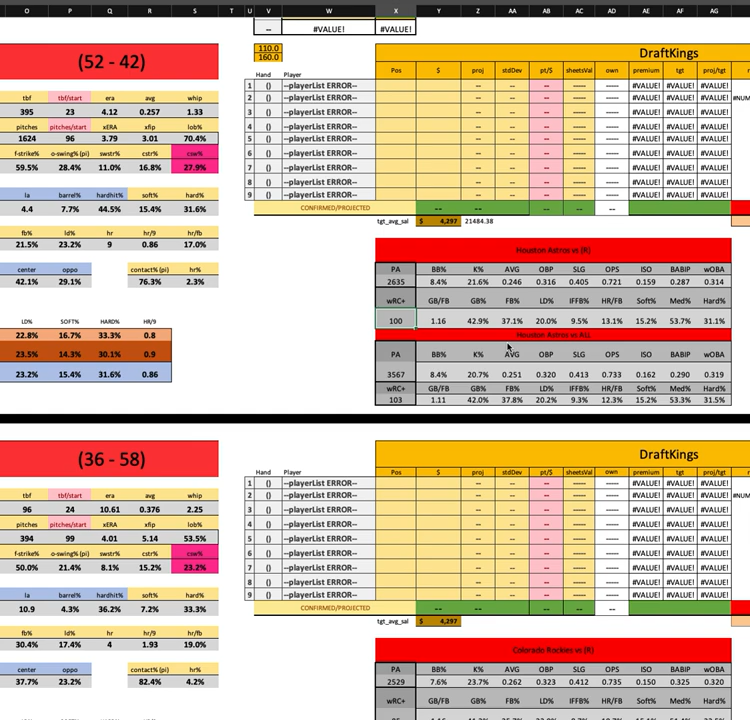 O P Q R S T U V W X Y Z AA AB AC AD AE AF AG
-- #VALUE! #VALUE!
110.0
160.0
(52 - 42) DraftKings
Hand Player Pos $ proj stdDev pt/$ sheetsVal own premium tgt proj/tgt
tbf tbf/start era avg whip
395 23 4.12 0.257 1.33
pitches pitches/start xERA xfip lob%
1624 96 3.79 3.01 70.4%
f-strike% o-swing% (pi) swstr% cstr% csw%
59.5% 28.4% 11.0% 16.8% 27.9%
la barrel% hardhit% soft% hard%
4.4 7.7% 44.5% 15.4% 31.6%
fb% ld% hr hr/9 hr/fb
21.5% 23.2% 9 0.86 17.0%
center oppo contact% (pi) hr%
42.1% 29.1% 76.3% 2.3%
LD% SOFT% HARD% HR/9
22.8% 16.7% 33.3% 0.8
23.5% 14.3% 30.1% 0.9
23.2% 15.4% 31.6% 0.86
1 () --playerList ERROR-- -- -- -- ----- ----- #VALUE! #VALUE! #VALUE!
2 () --playerList ERROR-- -- -- -- ----- ----- #VALUE! #VALUE! #VALUE! #NUM
3 () --playerList ERROR-- -- -- -- ----- ----- #VALUE! #VALUE! #VALUE!
4 () --playerList ERROR-- -- -- -- ----- ----- #VALUE! #VALUE! #VALUE!
5 () --playerList ERROR-- -- -- -- ----- ----- #VALUE! #VALUE! #VALUE!
6 () --playerList ERROR-- -- -- -- ----- ----- #VALUE! #VALUE! #VALUE!
7 () --playerList ERROR-- -- -- -- ----- ----- #VALUE! #VALUE! #VALUE!
8 () --playerList ERROR-- -- -- -- ----- ----- #VALUE! #VALUE! #VALUE!
9 () --playerList ERROR-- -- -- -- ----- ----- #VALUE! #VALUE! #VALUE!
CONFIRMED/PROJECTED -- -- -- -- --
tgt_avg_sal $ 4,297 21484.38
Houston Astros vs (R)
PA BB% K% AVG OBP SLG OPS ISO BABIP wOBA
2635 8.4% 21.6% 0.246 0.316 0.405 0.721 0.159 0.287 0.314
wRC+ GB/FB GB% FB% LD% IFFB% HR/FB Soft% Med% Hard%
100 1.16 42.9% 37.1% 20.0% 9.5% 13.1% 15.2% 53.7% 31.1%
Houston Astros vs ALL
PA BB% K% AVG OBP SLG OPS ISO BABIP wOBA
3567 8.4% 20.7% 0.251 0.320 0.413 0.733 0.162 0.290 0.319
wRC+ GB/FB GB% FB% LD% IFFB% HR/FB Soft% Med% Hard%
103 1.11 42.0% 37.8% 20.2% 9.3% 12.3% 15.2% 53.3% 31.5%
(36 - 58) DraftKings
Hand Player Pos $ proj stdDev pt/$ sheetsVal own premium tgt proj/tgt
tbf tbf/start era avg whip
96 24 10.61 0.376 2.25
pitches pitches/start xERA xfip lob%
394 99 4.01 5.14 53.5%
f-strike% o-swing% (pi) swstr% cstr% csw%
50.0% 21.4% 8.1% 15.2% 23.2%
la barrel% hardhit% soft% hard%
10.9 4.3% 36.2% 7.2% 33.3%
fb% ld% hr hr/9 hr/fb
30.4% 17.4% 4 1.93 19.0%
center oppo contact% (pi) hr%
37.7% 23.2% 82.4% 4.2%
1 () --playerList ERROR-- -- -- -- ----- ----- #VALUE! #VALUE! #VALUE!
2 () --playerList ERROR-- -- -- -- ----- ----- #VALUE! #VALUE! #VALUE! #NUM
3 () --playerList ERROR-- -- -- -- ----- ----- #VALUE! #VALUE! #VALUE!
4 () --playerList ERROR-- -- -- -- ----- ----- #VALUE! #VALUE! #VALUE!
5 () --playerList ERROR-- -- -- -- ----- ----- #VALUE! #VALUE! #VALUE!
6 () --playerList ERROR-- -- -- -- ----- ----- #VALUE! #VALUE! #VALUE!
7 () --playerList ERROR-- -- -- -- ----- ----- #VALUE! #VALUE! #VALUE!
8 () --playerList ERROR-- -- -- -- ----- ----- #VALUE! #VALUE! #VALUE!
9 () --playerList ERROR-- -- -- -- ----- ----- #VALUE! #VALUE! #VALUE!
CONFIRMED/PROJECTED -- -- -- -- --
tgt_avg_sal $ 4,297
Colorado Rockies vs (R)
PA BB% K% AVG OBP SLG OPS ISO BABIP wOBA
2529 7.6% 23.7% 0.262 0.323 0.412 0.735 0.150 0.325 0.320
wRC+ GB/FB GB% FB% LD% IFFB% HR/FB Soft% Med% Hard%